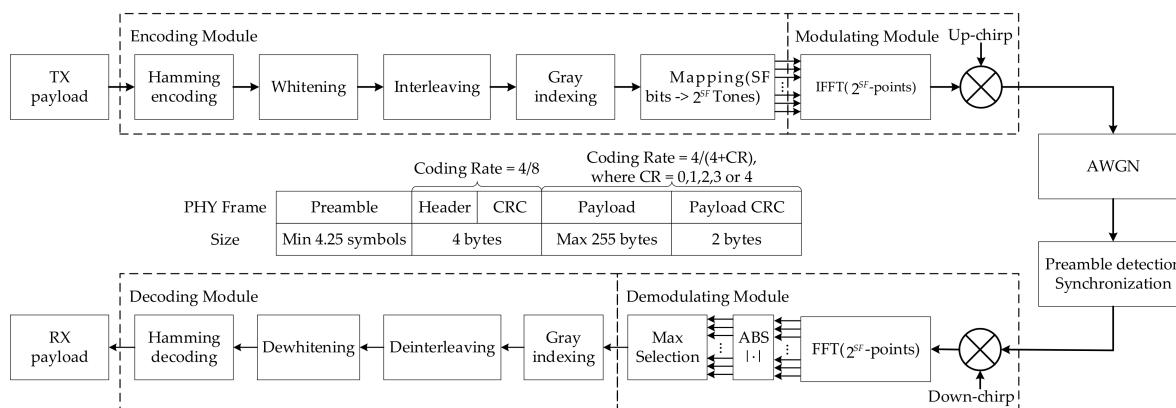 Encoding Module
Modulating Module
Up-chirp
TX
payload
Hamming
encoding
Whitening
Interleaving
Gray
indexing
Mapping(SF
bits -> 2^SF Tones)
IFFT(2^SF-points)
AWGN
Coding Rate = 4/8
Coding Rate = 4/(4+CR),
where CR = 0,1,2,3 or 4
PHY Frame
Preamble
Header
CRC
Payload
Payload CRC
Size
Min 4.25 symbols
4 bytes
Max 255 bytes
2 bytes
Preamble detection
Synchronization
Decoding Module
Demodulating Module
RX
payload
Hamming
decoding
Dewhitening
Deinterleaving
Gray
indexing
Max
Selection
ABS
|·|
FFT(2^SF-points)
Down-chirp